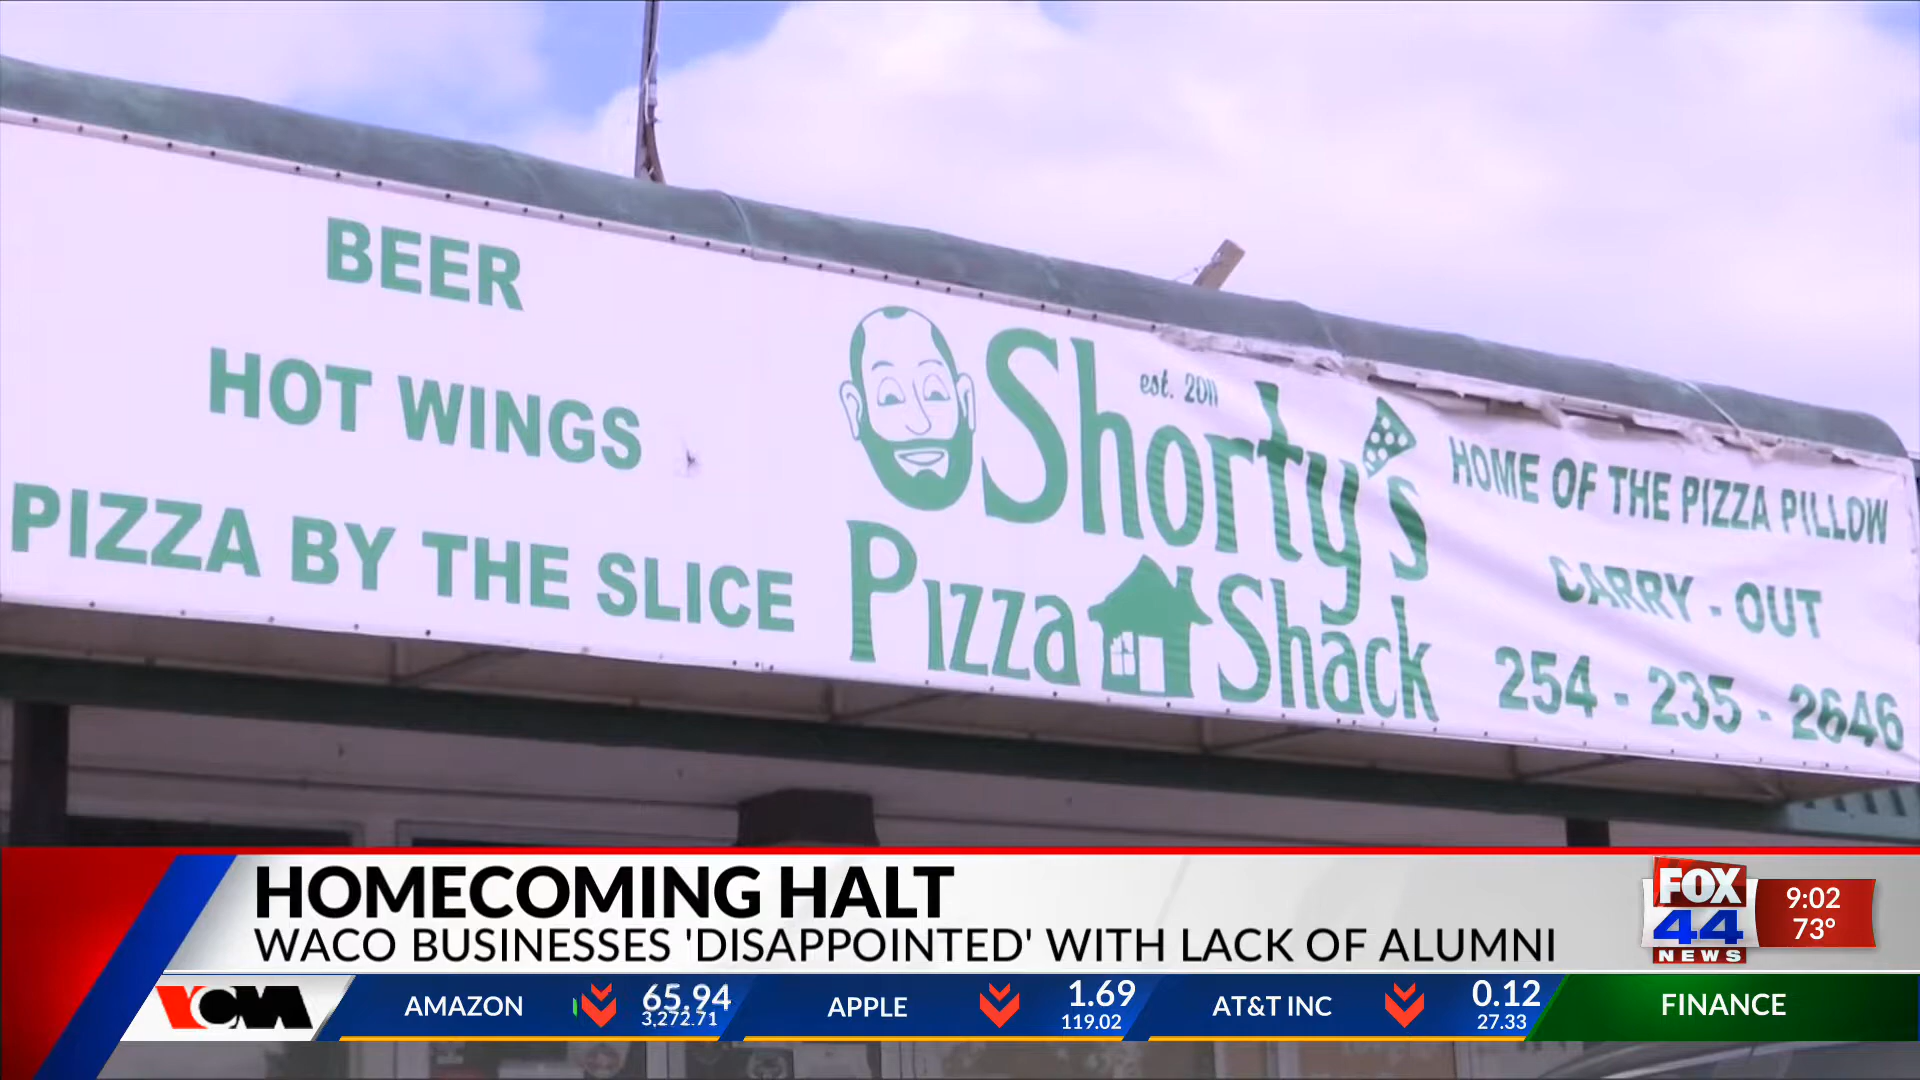 BEER
HOT WINGS
PIZZA BY THE SLICE
est. 2011
Shorty's
Pizza Shack
HOME OF THE PIZZA PILLOW
CARRY - OUT
254 - 235 - 2646
HOMECOMING HALT
WACO BUSINESSES 'DISAPPOINTED' WITH LACK OF ALUMNI
FOX
44
NEWS
9:02
73°
AMAZON 65.94
3,272.71
APPLE 1.69
119.02
AT&T INC 0.12
27.33
FINANCE